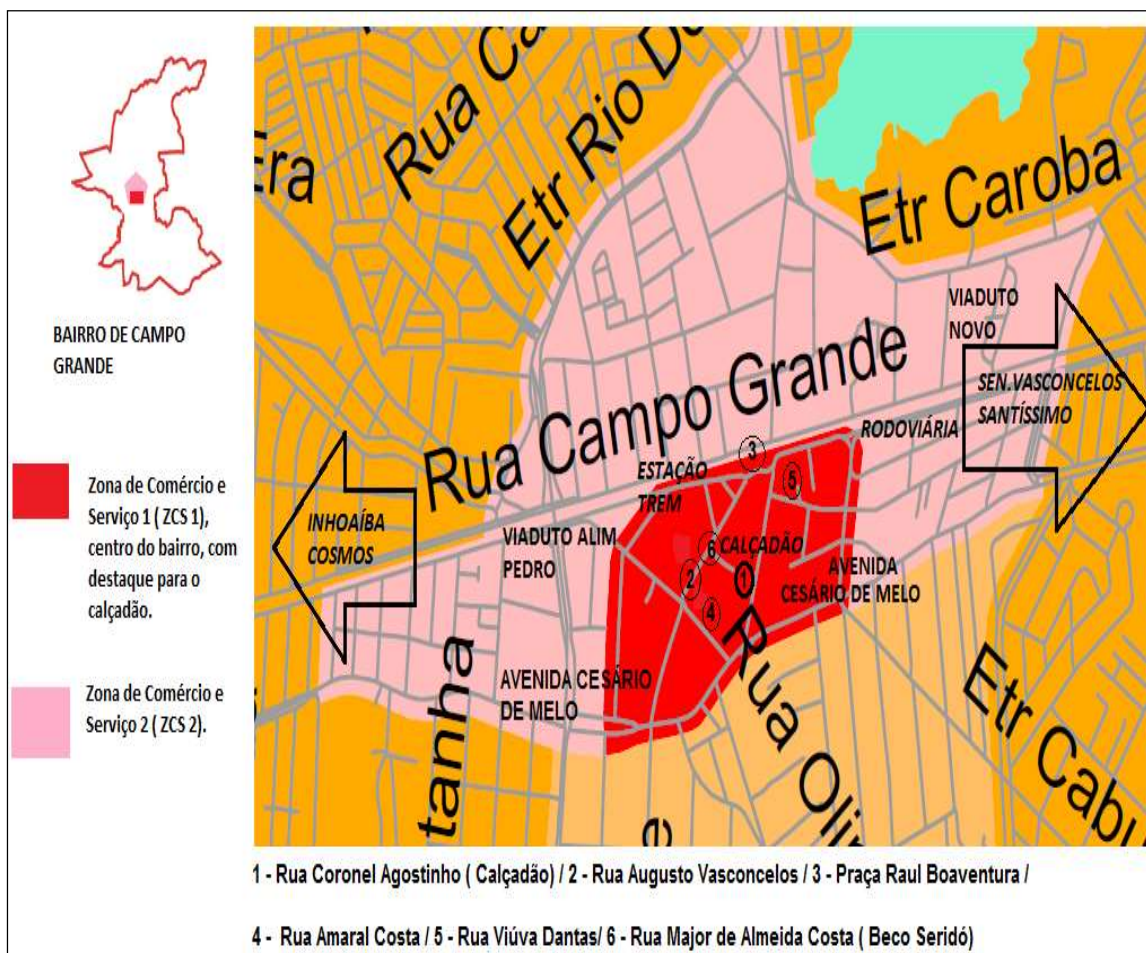 BAIRRO DE CAMPO
GRANDE
Zona de Comércio e
Serviço 1 ( ZCS 1),
centro do bairro, com
destaque para o
calçadão.
Zona de Comércio e
Serviço 2 ( ZCS 2).
Rua Ca
Etr Rio Do
Etr Caroba
VIADUTO
NOVO
SEN.VASCONCELOS
SANTÍSSIMO
Rua Campo Grande
RODOVIÁRIA
3
ESTAÇÃO
TREM
5
INHOAÍBA
COSMOS
VIADUTO ALIM
PEDRO
6
CALÇADÃO
2
1
4
AVENIDA
CESÁRIO DE MELO
AVENIDA CESÁRIO
DE MELO
tanha
Rua Olin
Etr Cabu
1 - Rua Coronel Agostinho ( Calçadão) / 2 - Rua Augusto Vasconcelos / 3 - Praça Raul Boaventura /
4 - Rua Amaral Costa / 5 - Rua Viúva Dantas/ 6 - Rua Major de Almeida Costa ( Beco Seridó)